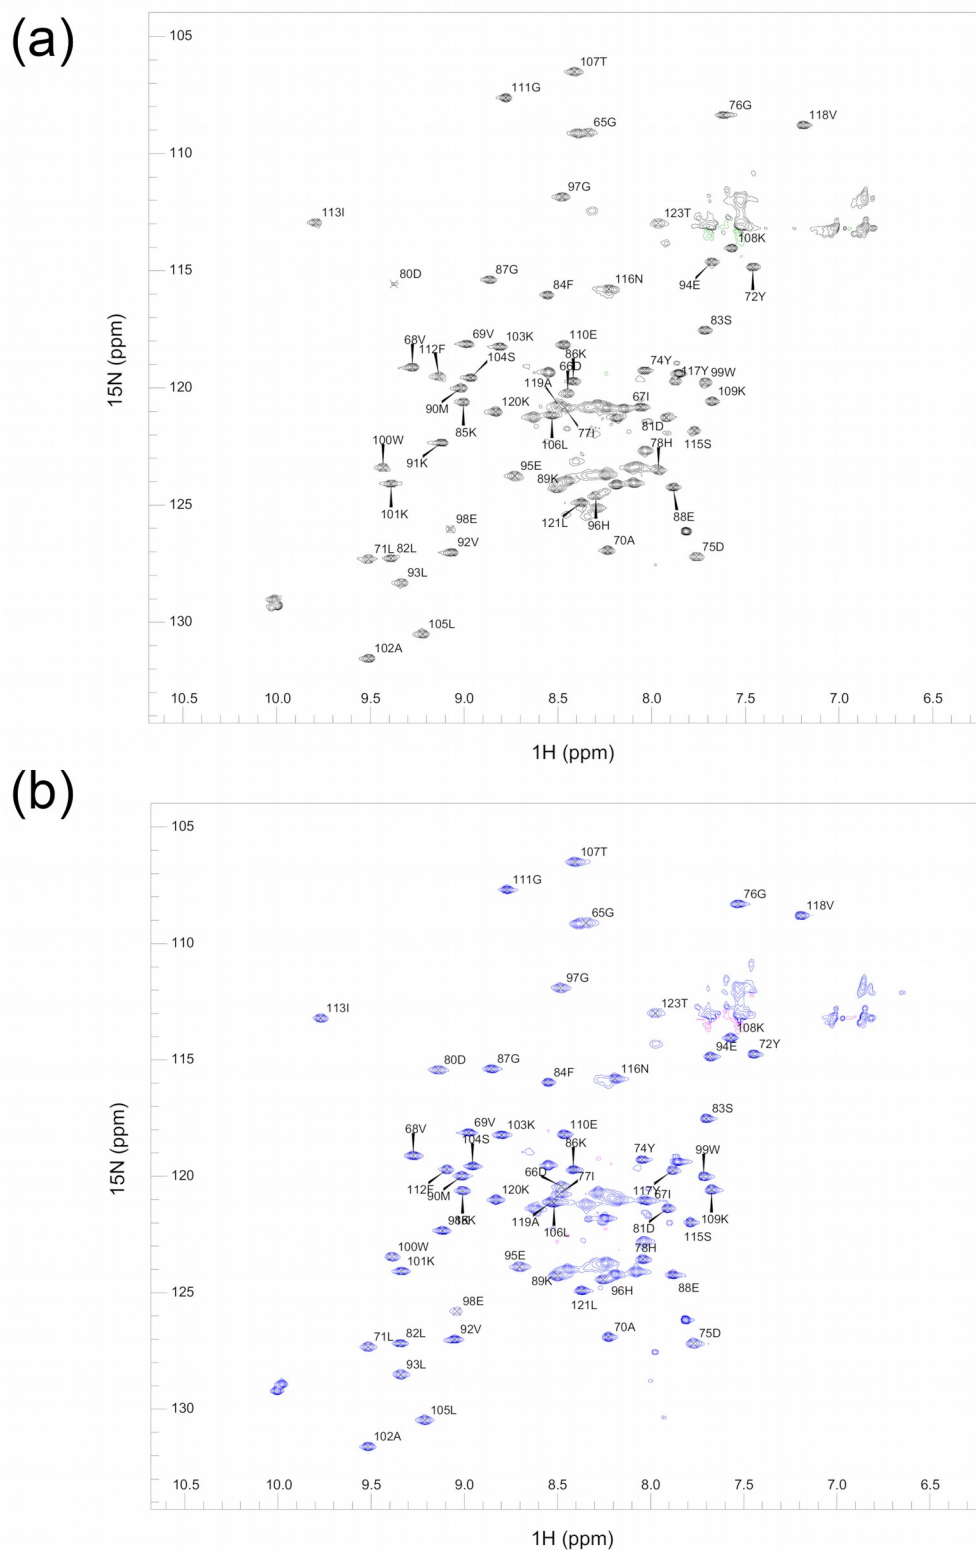 (a)
105
107T
111G
76G
65G
118V
110
97G
113I
123T
108K
115
80D
87G
84F
116N
94E
72Y
83S
68V
69V
103K
110E
112F
104S
86K
66D
74Y
117Y
99W
119A
15N (ppm)
120
90M
120K
67I
109K
85K
106L
77I
81D
78H
115S
100W
91K
95E
89K
101K
121L
96H
88E
125
98E
71L
82L
92V
70A
75D
93L
130
105L
102A
10.5
10.0
9.5
9.0
8.5
8.0
7.5
7.0
6.5
1H (ppm)
(b)
105
107T
111G
76G
65G
118V
110
97G
113I
123T
108K
115
80D
87G
84F
116N
94E
72Y
83S
68V
69V
103K
110E
104S
86K
74Y
99W
66D
77I
15N (ppm)
120
112F
90M
120K
117Y
67I
109K
119A
106L
81D
115S
85K
100W
101K
95E
89K
78H
96H
88E
121L
125
98E
71L
82L
92V
70A
75D
93L
130
105L
102A
10.5
10.0
9.5
9.0
8.5
8.0
7.5
7.0
6.5
1H (ppm)